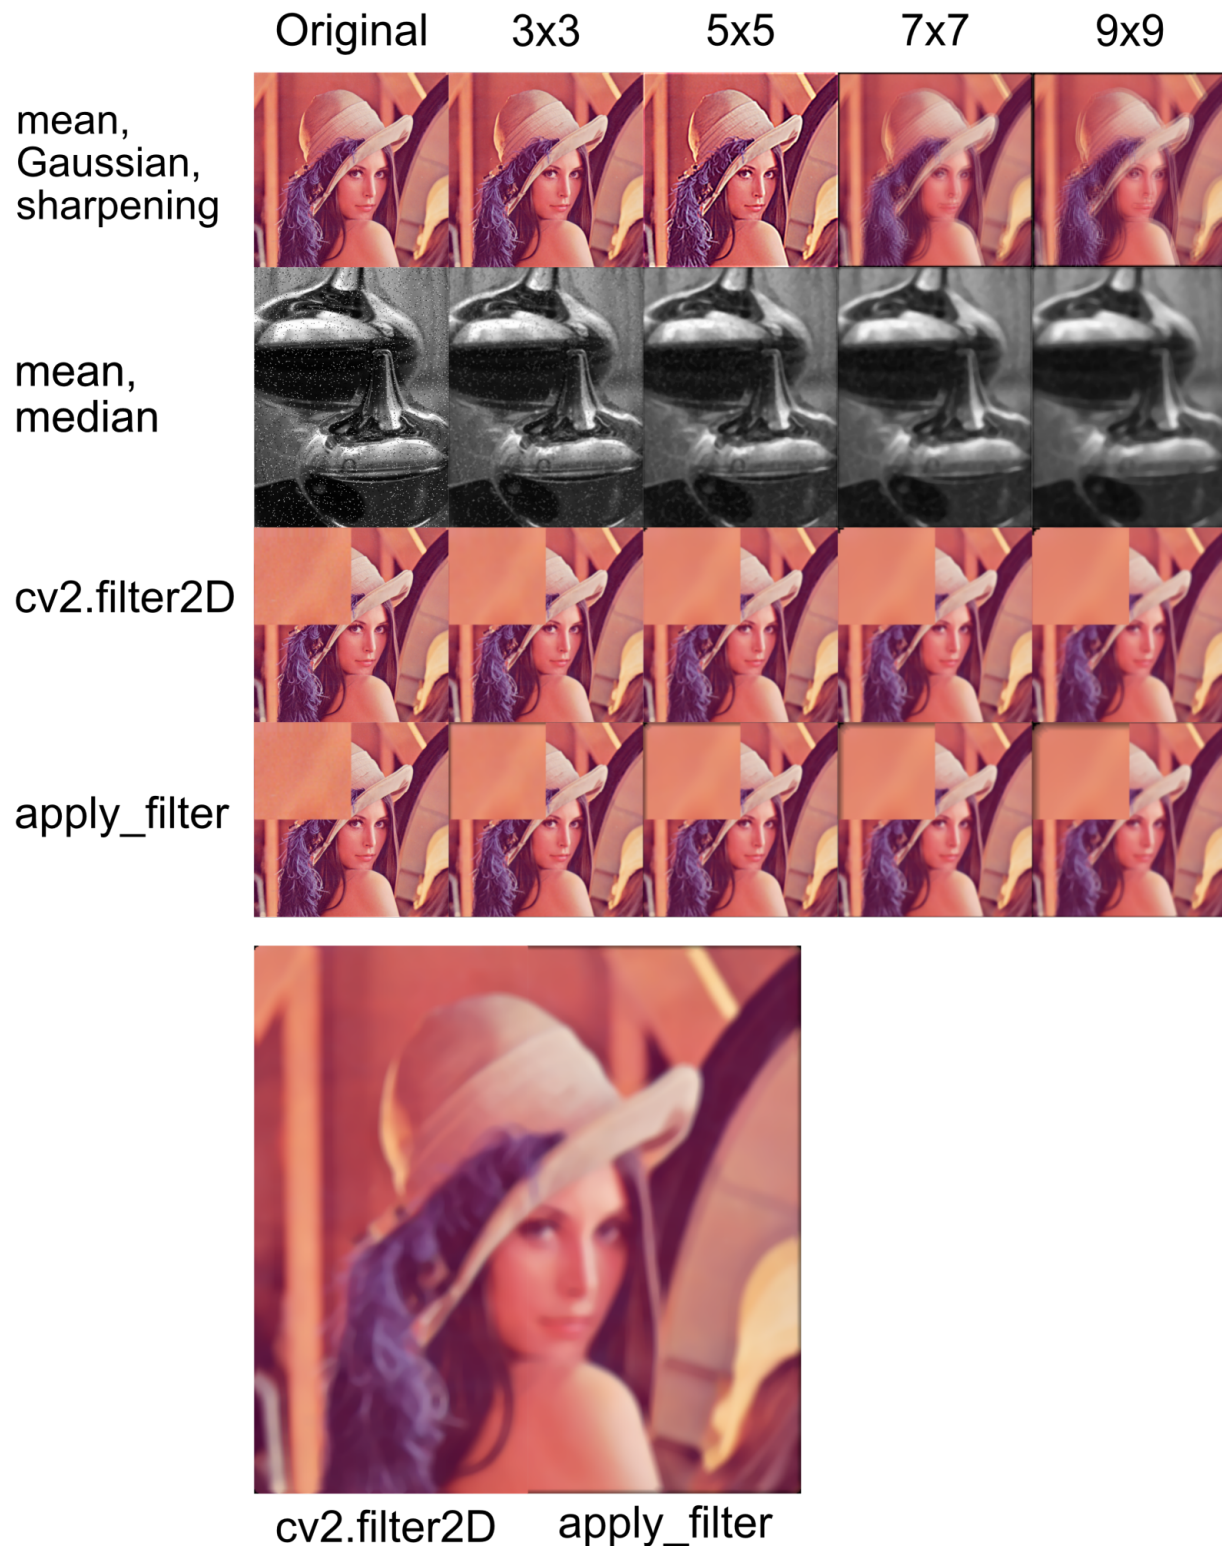 Original 3x3 5x5 7x7 9x9
mean,
Gaussian,
sharpening
mean,
median
cv2.filter2D
apply_filter
cv2.filter2D apply_filter